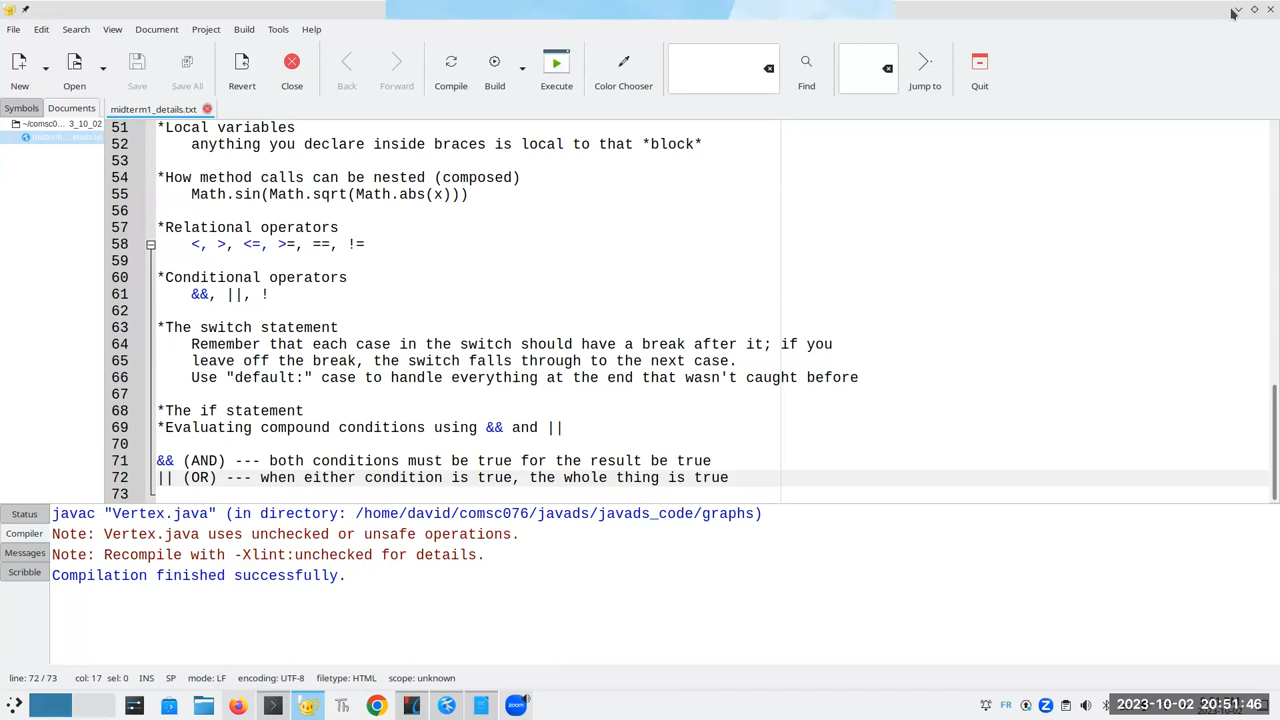 File Edit Search View Document Project Build Tools Help
New Open Save Save All Revert Close Back Forward Compile Build Execute Color Chooser Find Jump to Quit
Symbols Documents midterm1_details.txt
~/comsc0... 3_10_02
51 *Local variables
52 anything you declare inside braces is local to that *block*
53
54 *How method calls can be nested (composed)
55 Math.sin(Math.sqrt(Math.abs(x)))
56
57 *Relational operators
58 <, >, <=, >=, ==, !=
59
60 *Conditional operators
61 &&, ||, !
62
63 *The switch statement
64 Remember that each case in the switch should have a break after it; if you
65 leave off the break, the switch falls through to the next case.
66 Use "default:" case to handle everything at the end that wasn't caught before
67
68 *The if statement
69 *Evaluating compound conditions using && and ||
70
71 && (AND) --- both conditions must be true for the result be true
72 || (OR) --- when either condition is true, the whole thing is true
73
Status
Compiler
Messages
Scribble
javac "Vertex.java" (in directory: /home/david/comsc076/javads/javads_code/graphs)
Note: Vertex.java uses unchecked or unsafe operations.
Note: Recompile with -Xlint:unchecked for details.
Compilation finished successfully.
line: 72 / 73 col: 17 sel: 0 INS SP mode: LF encoding: UTF-8 filetype: HTML scope: unknown
Th zoom FR Z 2023-10-02 20:51:46